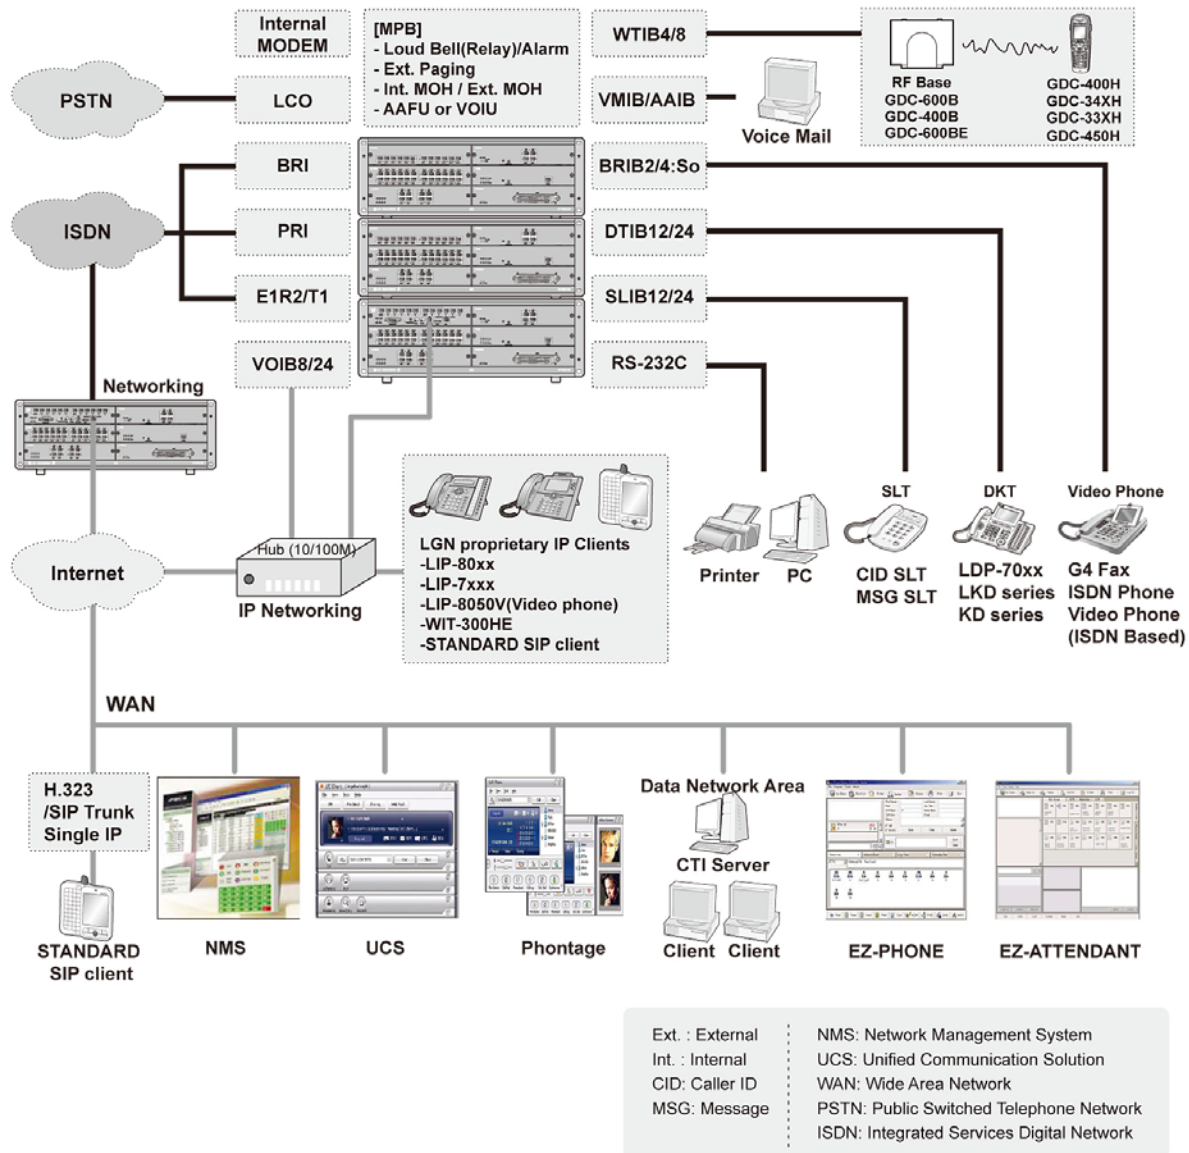 Internal
MODEM
[MPB]
- Loud Bell(Relay)/Alarm
- Ext. Paging
- Int. MOH / Ext. MOH
- AAFU or VOIU
WTIB4/8
RF Base
GDC-600B
GDC-400B
GDC-600BE
GDC-400H
GDC-34XH
GDC-33XH
GDC-450H
PSTN
LCO
VMIB/AAIB
Voice Mail
ISDN
BRI
PRI
E1R2/T1
VOIB8/24
BRIB2/4:So
DTIB12/24
SLIB12/24
RS-232C
Networking
Internet
Hub (10/100M)
IP Networking
LGN proprietary IP Clients
-LIP-80xx
-LIP-7xxx
-LIP-8050V(Video phone)
-WIT-300HE
-STANDARD SIP client
Printer
PC
SLT
CID SLT
MSG SLT
DKT
LDP-70xx
LKD series
KD series
Video Phone
G4 Fax
ISDN Phone
Video Phone
(ISDN Based)
WAN
H.323
/SIP Trunk
Single IP
STANDARD
SIP client
NMS
UCS
Phontage
Data Network Area
CTI Server
Client
Client
EZ-PHONE
EZ-ATTENDANT
Ext. : External
Int. : Internal
CID: Caller ID
MSG: Message
NMS: Network Management System
UCS: Unified Communication Solution
WAN: Wide Area Network
PSTN: Public Switched Telephone Network
ISDN: Integrated Services Digital Network